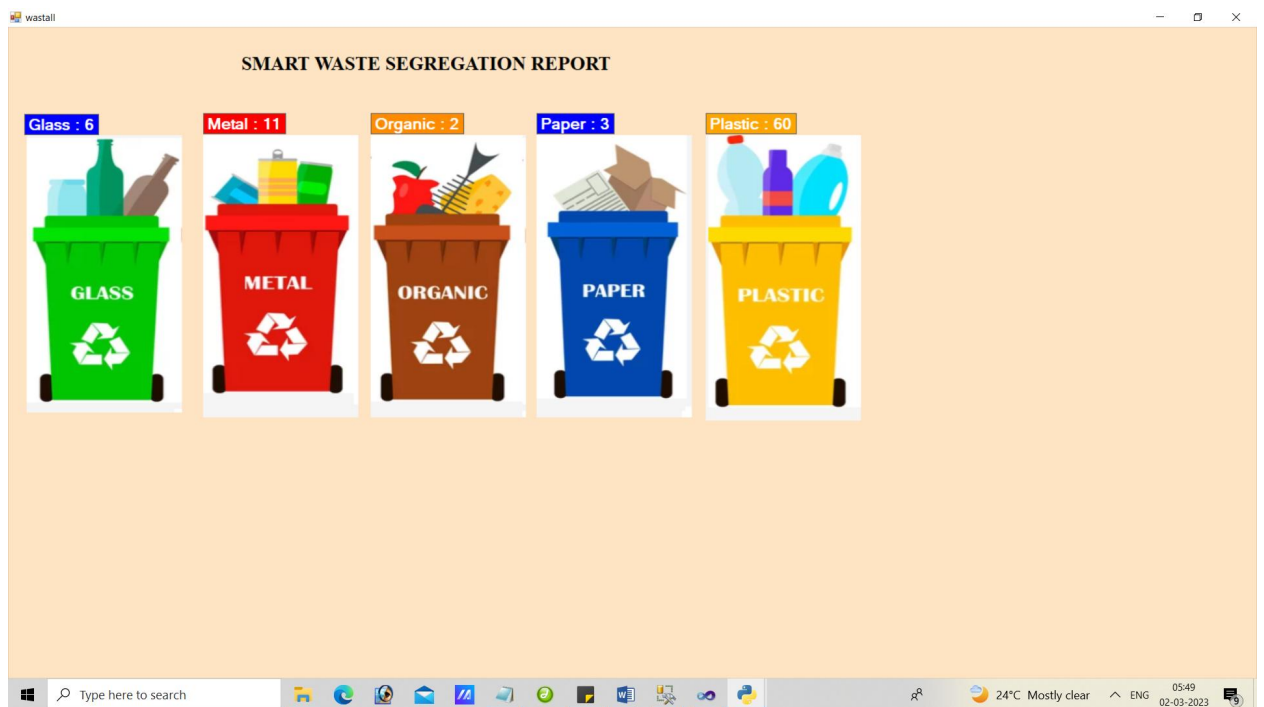 wastall
SMART WASTE SEGREGATION REPORT
Glass : 6
Metal : 11
Organic : 2
Paper : 3
Plastic : 60
GLASS
METAL
ORGANIC
PAPER
PLASTIC
Type here to search
24°C Mostly clear
ENG
05:49
02-03-2023
9